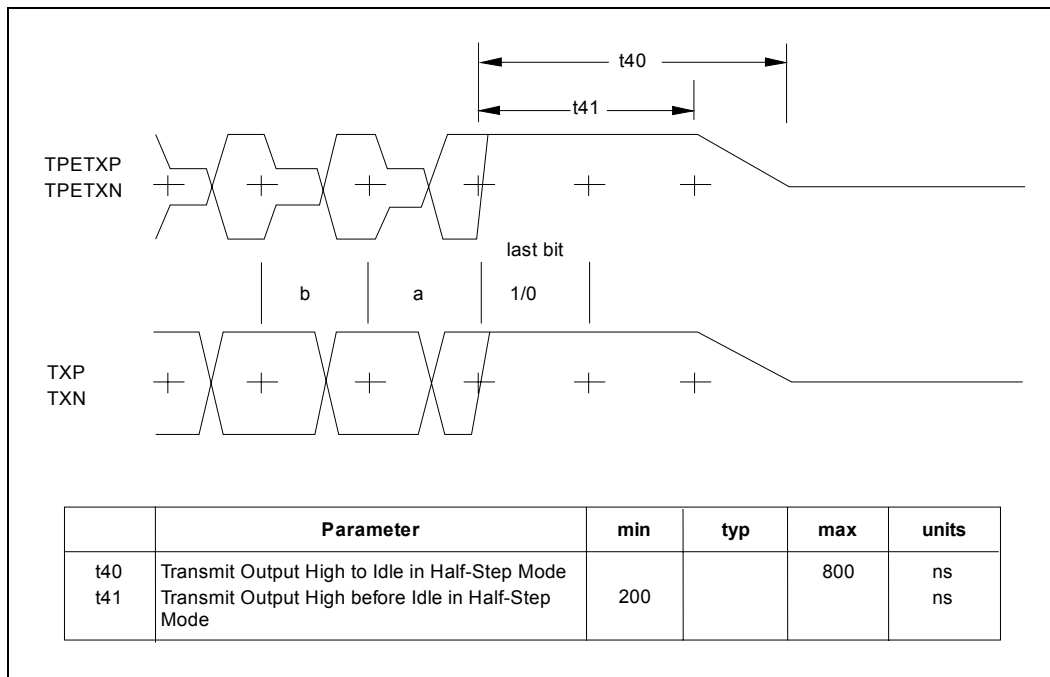 t40
t41
TPETXP
TPETXN
last bit
b a 1/0
TXP
TXN
Parameter min typ max units
t40 Transmit Output High to Idle in Half-Step Mode 800 ns
t41 Transmit Output High before Idle in Half-Step 200 ns
Mode